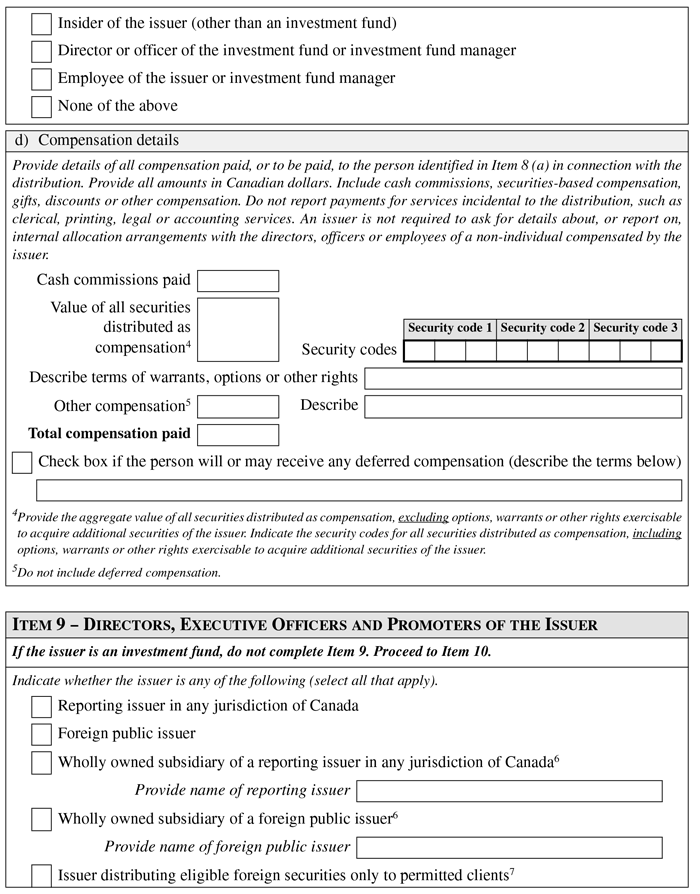 Insider of the issuer (other than an investment fund)
Director or officer of the investment fund or investment fund manager
Employee of the issuer or investment fund manager
None of the above
d) Compensation details
Provide details of all compensation paid, or to be paid, to the person identified in Item 8 (a) in connection with the
distribution. Provide all amounts in Canadian dollars. Include cash commissions, securities-based compensation,
gifts, discounts or other compensation. Do not report payments for services incidental to the distribution, such as
clerical, printing, legal or accounting services. An issuer is not required to ask for details about, or report on,
internal allocation arrangements with the directors, officers or employees of a non-individual compensated by the
issuer.
Cash commissions paid
Value of all securities
distributed as
compensation⁴
Security code 1 Security code 2 Security code 3
Security codes
Describe terms of warrants, options or other rights
Other compensation⁵ Describe
Total compensation paid
Check box if the person will or may receive any deferred compensation (describe the terms below)
⁴Provide the aggregate value of all securities distributed as compensation, excluding options, warrants or other rights exercisable
to acquire additional securities of the issuer. Indicate the security codes for all securities distributed as compensation, including
options, warrants or other rights exercisable to acquire additional securities of the issuer.
⁵Do not include deferred compensation.
ITEM 9 – DIRECTORS, EXECUTIVE OFFICERS AND PROMOTERS OF THE ISSUER
If the issuer is an investment fund, do not complete Item 9. Proceed to Item 10.
Indicate whether the issuer is any of the following (select all that apply).
Reporting issuer in any jurisdiction of Canada
Foreign public issuer
Wholly owned subsidiary of a reporting issuer in any jurisdiction of Canada⁶
Provide name of reporting issuer
Wholly owned subsidiary of a foreign public issuer⁶
Provide name of foreign public issuer
Issuer distributing eligible foreign securities only to permitted clients⁷